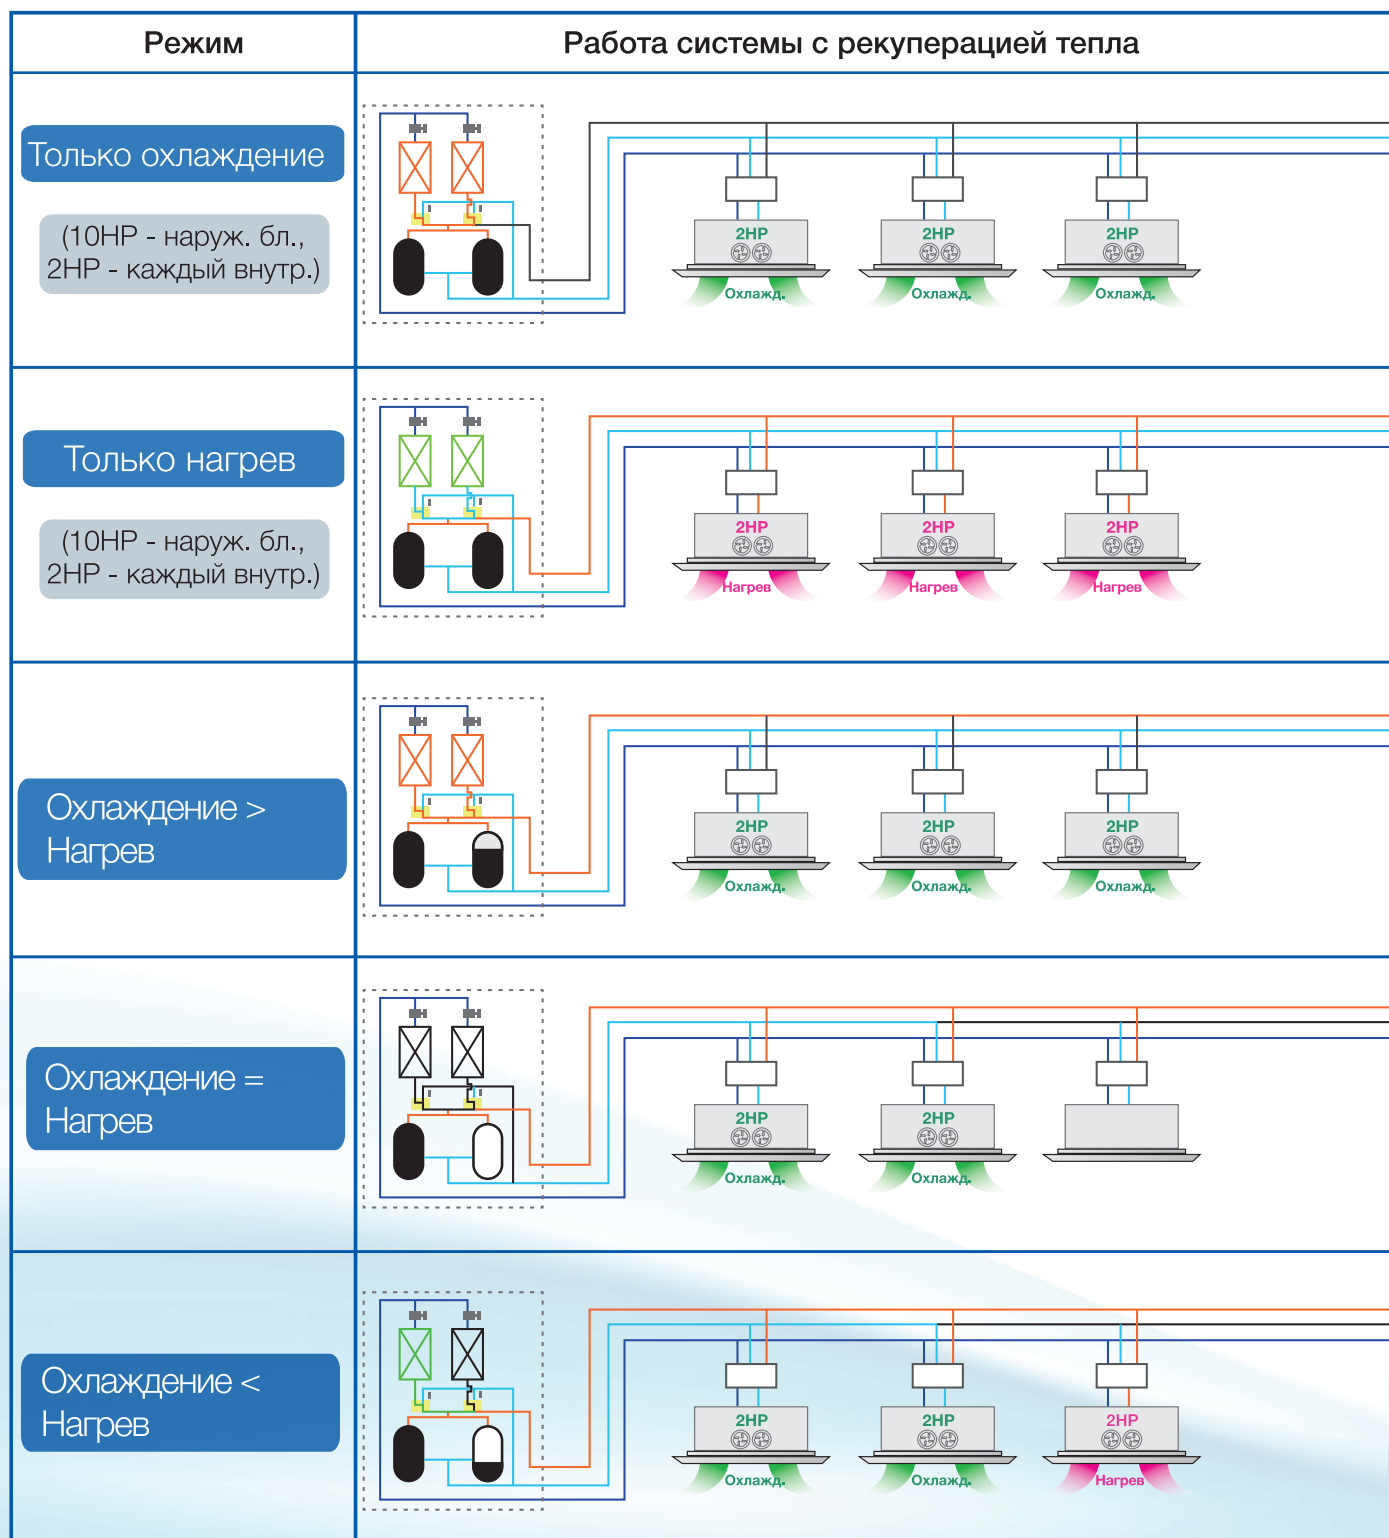 Режим
Работа системы с рекуперацией тепла
Только охлаждение
(10HP - наруж. бл.,
2HP - каждый внутр.)
2HP
2HP
2HP
Охлажд.
Охлажд.
Охлажд.
Только нагрев
(10HP - наруж. бл.,
2HP - каждый внутр.)
2HP
2HP
2HP
Нагрев
Нагрев
Нагрев
Охлаждение >
Нагрев
2HP
2HP
2HP
Охлажд.
Охлажд.
Охлажд.
Охлаждение =
Нагрев
2HP
2HP
Охлажд.
Охлажд.
Охлаждение <
Нагрев
2HP
2HP
2HP
Охлажд.
Охлажд.
Нагрев